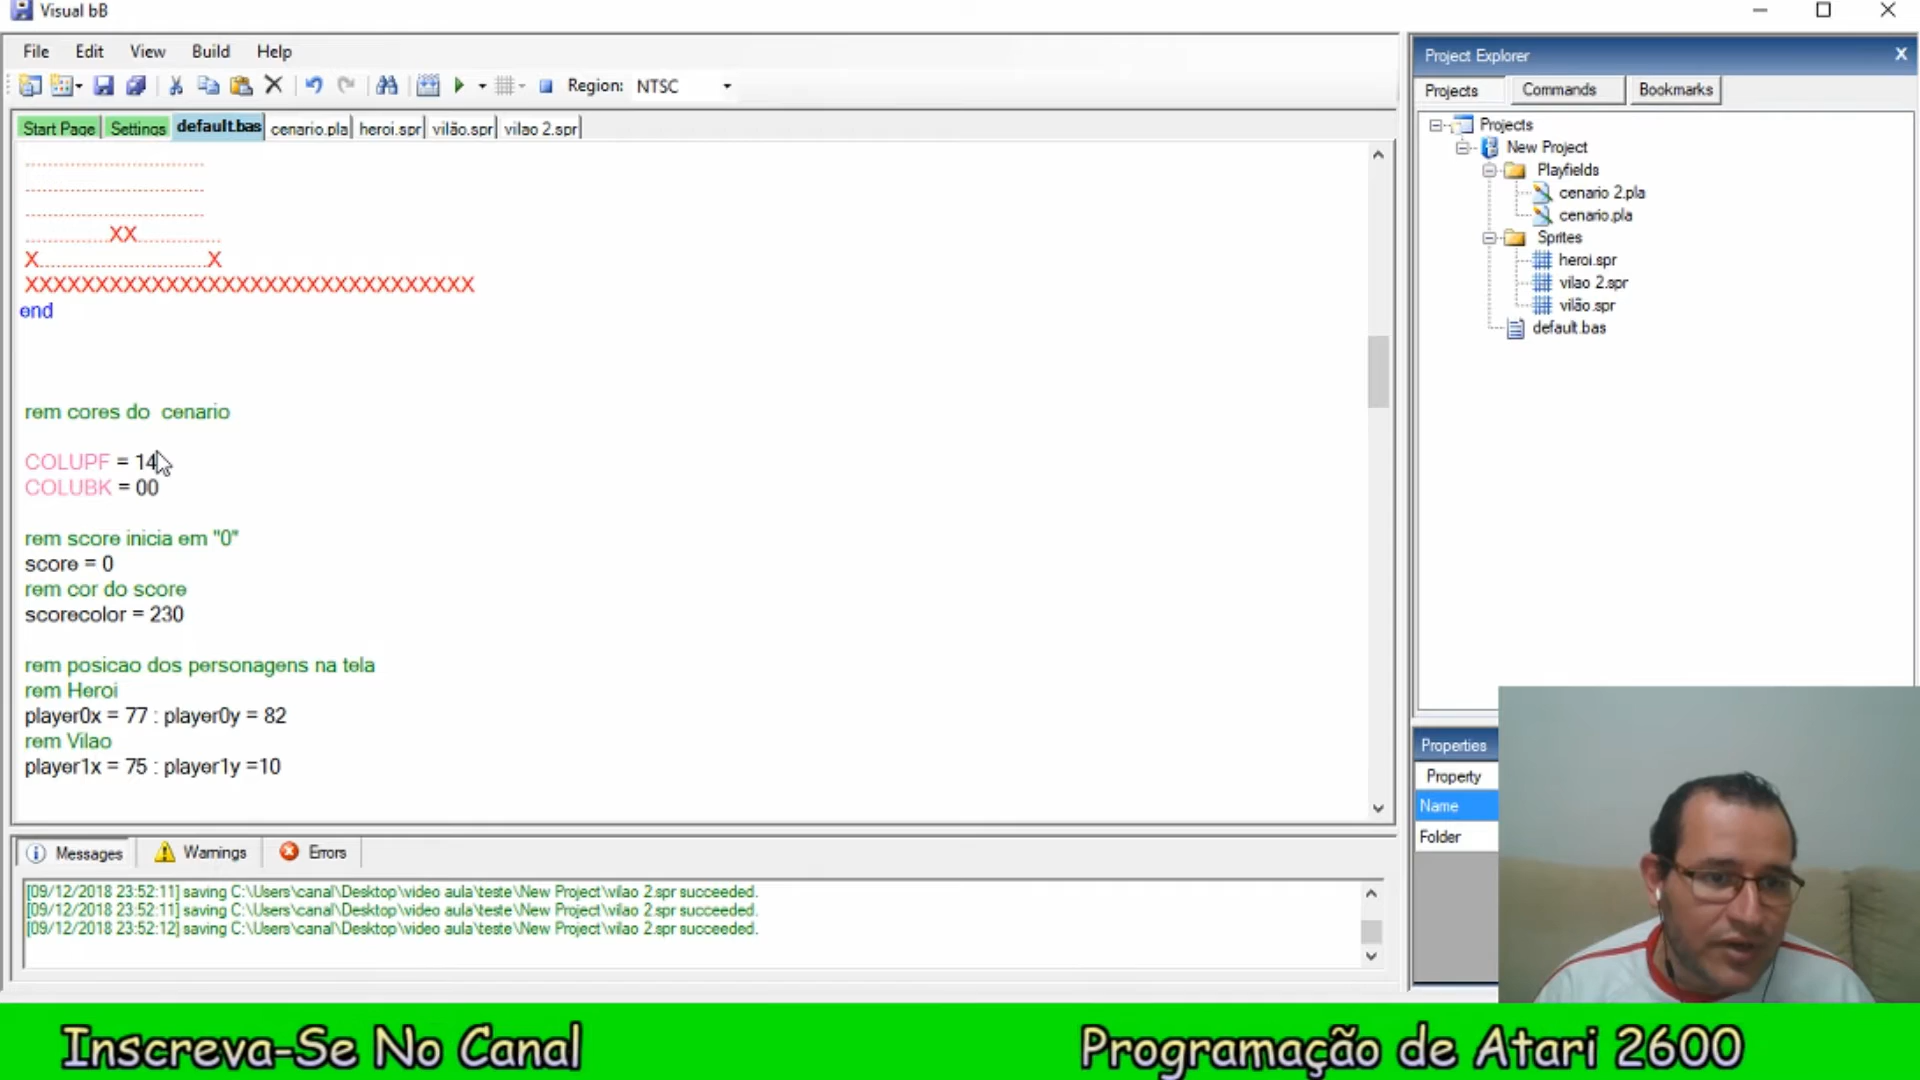 Visual bB
File Edit View Build Help
Region: NTSC
Start Page Settings default.bas cenario.pla heroi.spr vilão.spr vilao 2.spr
................................
................................
................................
...............XX...............
X..............................X
XXXXXXXXXXXXXXXXXXXXXXXXXXXXXXXX
end
rem cores do  cenario
COLUPF = 14
COLUBK = 00
rem score inicia em "0"
score = 0
rem cor do score
scorecolor = 230
rem posicao dos personagens na tela
rem Heroi
player0x = 77 : player0y = 82
rem Vilao
player1x = 75 : player1y =10
Messages Warnings Errors
[09/12/2018 23:52:11] saving C:\Users\canal\Desktop\video aula\teste\New Project\vilao 2.spr succeeded.
[09/12/2018 23:52:11] saving C:\Users\canal\Desktop\video aula\teste\New Project\vilao 2.spr succeeded.
[09/12/2018 23:52:12] saving C:\Users\canal\Desktop\video aula\teste\New Project\vilao 2.spr succeeded.
Project Explorer
Projects Commands Bookmarks
Projects
New Project
Playfields
cenario 2.pla
cenario.pla
Sprites
heroi.spr
vilao 2.spr
vilão.spr
default.bas
Properties
Property
Name
Folder
Inscreva-Se No Canal
Programação de Atari 2600